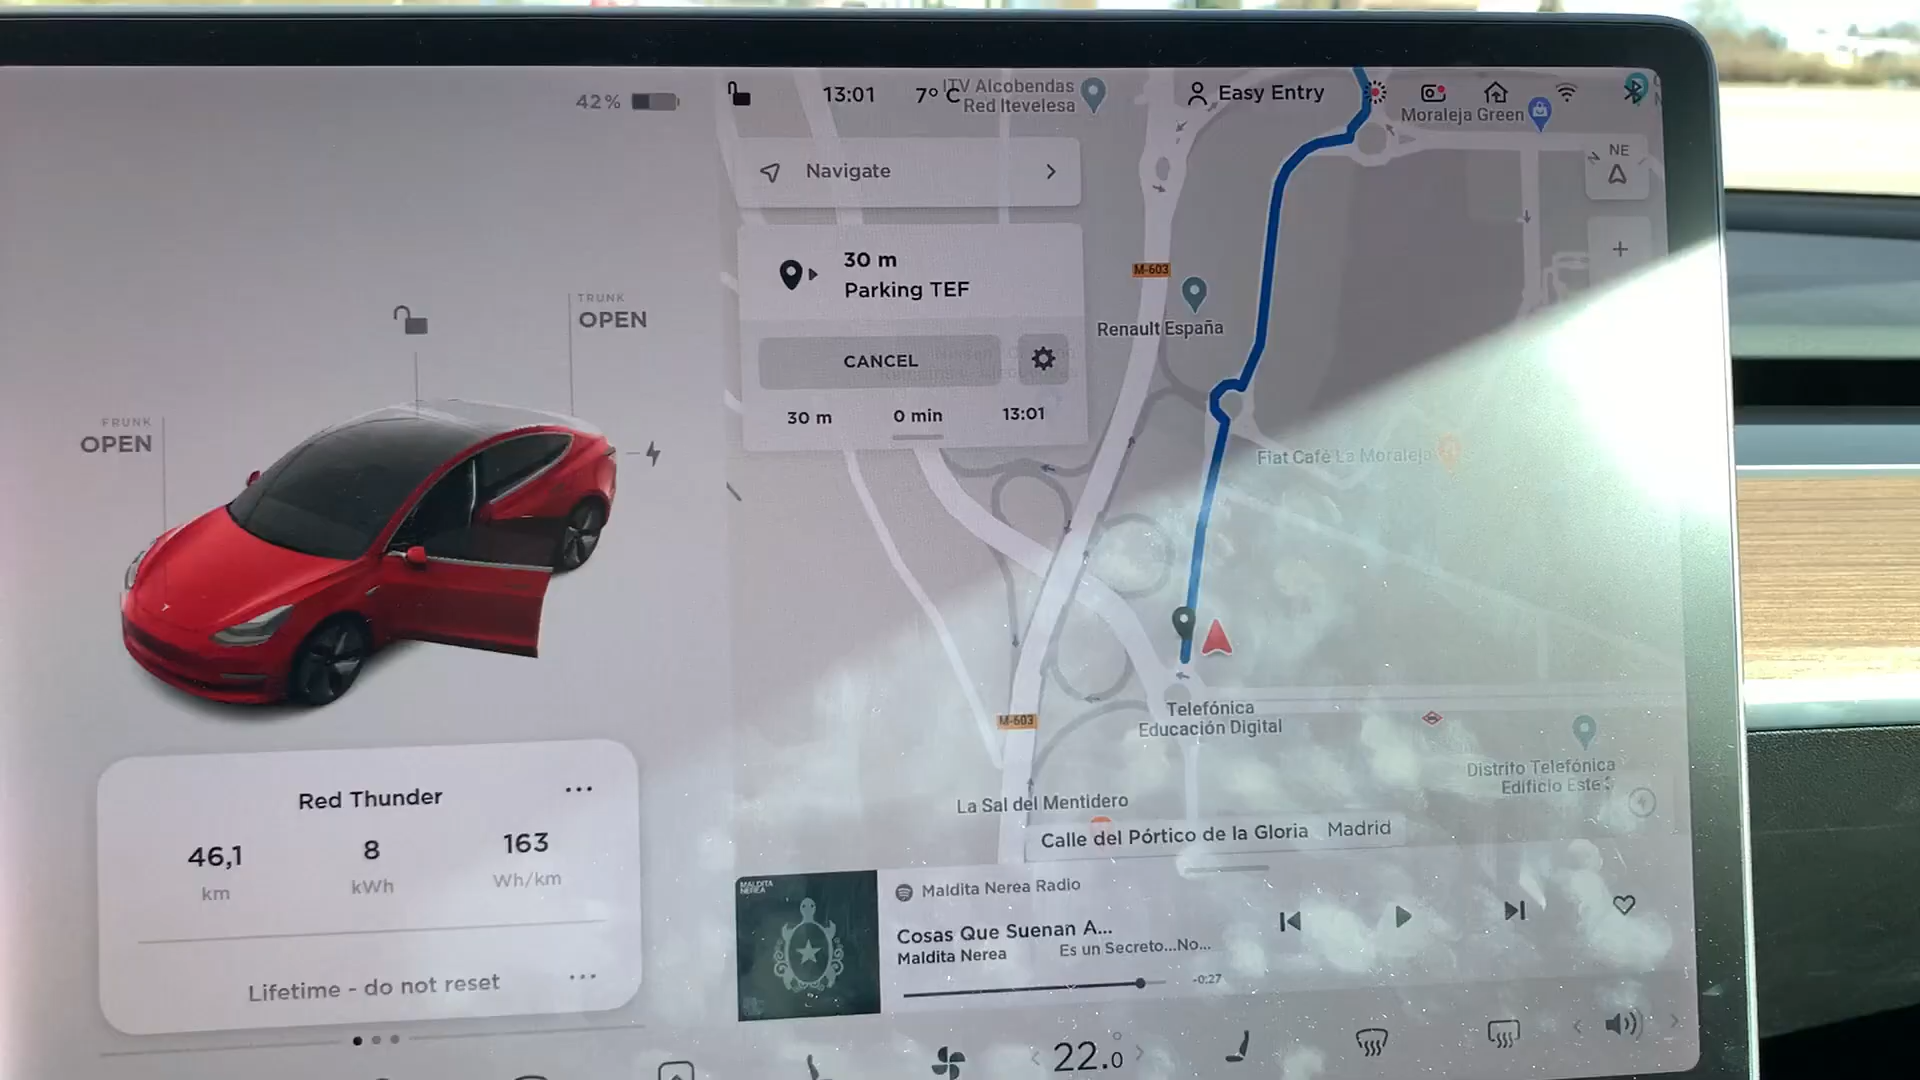 42%
13:01
7° C
ITV Alcobendas
Red Itevelesa
Easy Entry
Moraleja Green
NE
Navigate
30 m
Parking TEF
CANCEL
30 m 0 min 13:01
M-603
Renault España
Fiat Café La Moraleja
TRUNK
OPEN
FRUNK
OPEN
Red Thunder
46,1 8 163
km kWh Wh/km
Lifetime - do not reset
M-603
Telefónica
Educación Digital
Distrito Telefónica
Edificio Este
La Sal del Mentidero
Calle del Pórtico de la Gloria Madrid
MALDITA
NEREA
Maldita Nerea Radio
Cosas Que Suenan A...
Maldita Nerea Es un Secreto...No...
-0:27
22.0